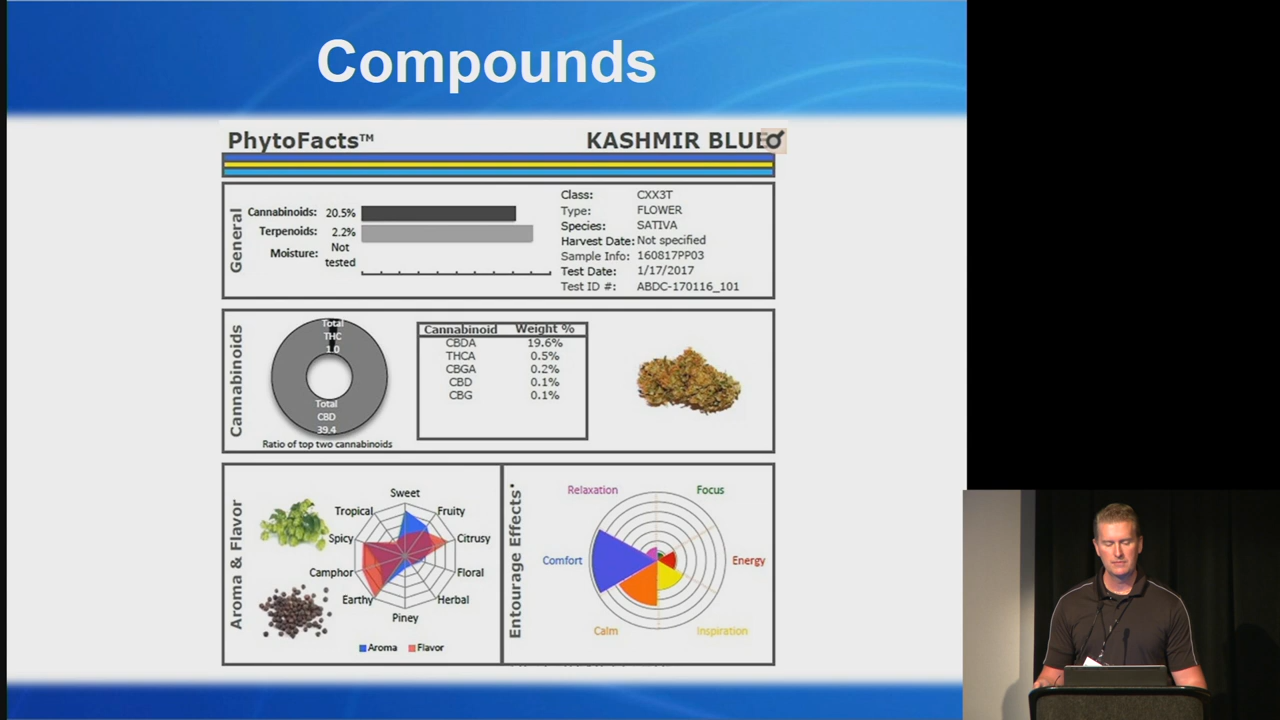 Compounds
PhytoFacts™ KASHMIR BLUE
General
Cannabinoids: 20.5%
Terpenoids: 2.2%
Moisture: Not
tested
Class: CXX3T
Type: FLOWER
Species: SATIVA
Harvest Date: Not specified
Sample Info: 160817PP03
Test Date: 1/17/2017
Test ID #: ABDC-170116_101
Cannabinoids
Total
THC
1.0
Total
CBD
39.4
Ratio of top two cannabinoids
Cannabinoid Weight %
CBDA 19.6%
THCA 0.5%
CBGA 0.2%
CBD 0.1%
CBG 0.1%
Aroma & Flavor
Sweet
Tropical Fruity
Spicy Citrusy
Camphor Floral
Earthy Herbal
Piney
Aroma Flavor
Entourage Effects*
Relaxation Focus
Comfort Energy
Calm Inspiration